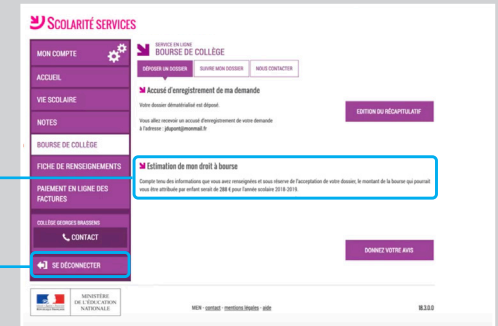 SCOLARITÉ SERVICES
MON COMPTE
ACCUEIL
VIE SCOLAIRE
NOTES
BOURSE DE COLLÈGE
FICHE DE RENSEIGNEMENTS
PAIEMENT EN LIGNE DES
FACTURES
COLLÈGE GEORGES BRASSENS
CONTACT
SE DÉCONNECTER
SERVICE EN LIGNE
BOURSE DE COLLÈGE
DÉPOSER UN DOSSIER SUIVRE MON DOSSIER NOUS CONTACTER
Accusé d'enregistrement de ma demande
Votre dossier dématérialisé est déposé.
Vous allez recevoir un accusé d'enregistrement de votre demande
à l'adresse : jdupont@monmail.fr
EDITION DU RÉCAPITULATIF
Estimation de mon droit à bourse
Compte tenu des informations que vous avez renseignées et sous réserve de l'acceptation de votre dossier, le montant de la bourse qui pourrait
vous être attribuée par enfant serait de 288 € pour l'année scolaire 2018-2019.
DONNEZ VOTRE AVIS
MINISTÈRE
DE L'ÉDUCATION
NATIONALE
MEN - contact - mentions légales - aide
18.3.0.0